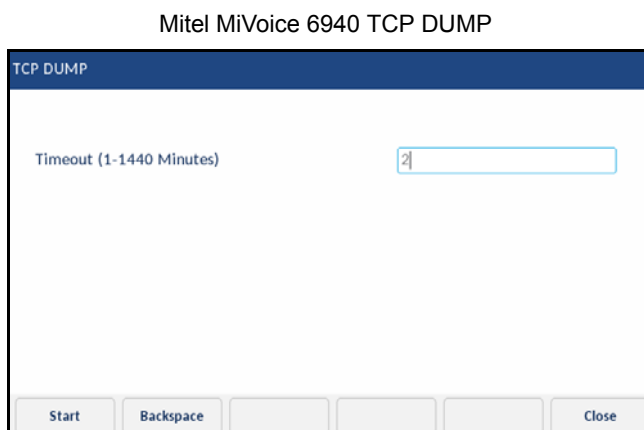 Mitel MiVoice 6940 TCP DUMP
TCP DUMP
Timeout (1-1440 Minutes) 2
Start Backspace Close